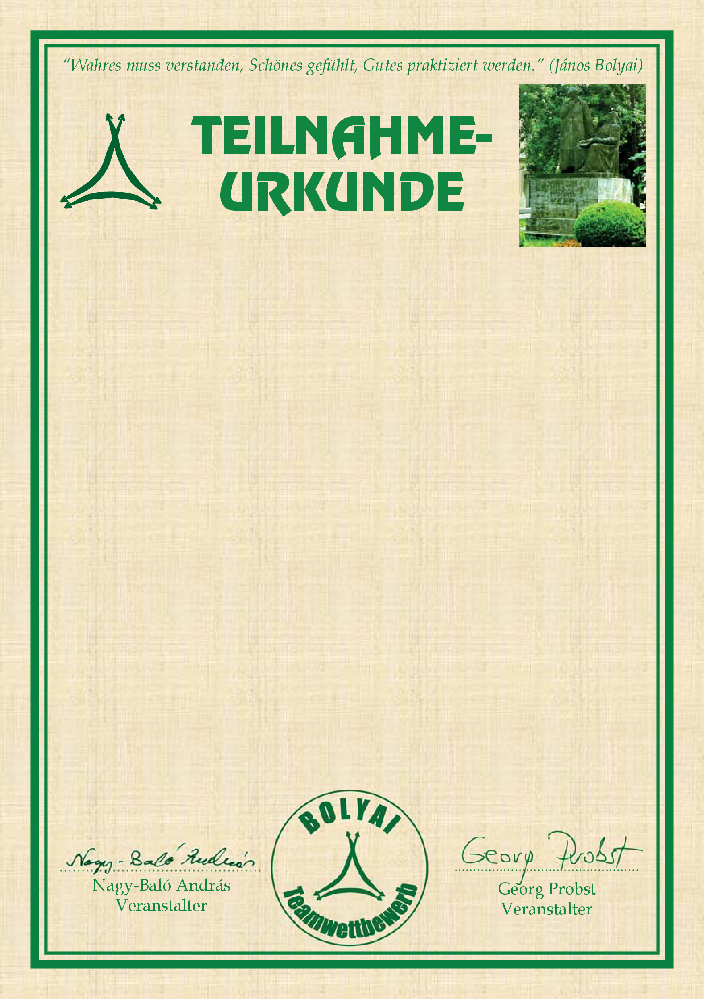 “Wahres muss verstanden, Schönes gefühlt, Gutes praktiziert werden.” (János Bolyai)
TEILNAHME-
URKUNDE
BOLYAI
Teamwettbewerb
Nagy-Baló András
Nagy-Baló András
Veranstalter
Georg Probst
Georg Probst
Veranstalter